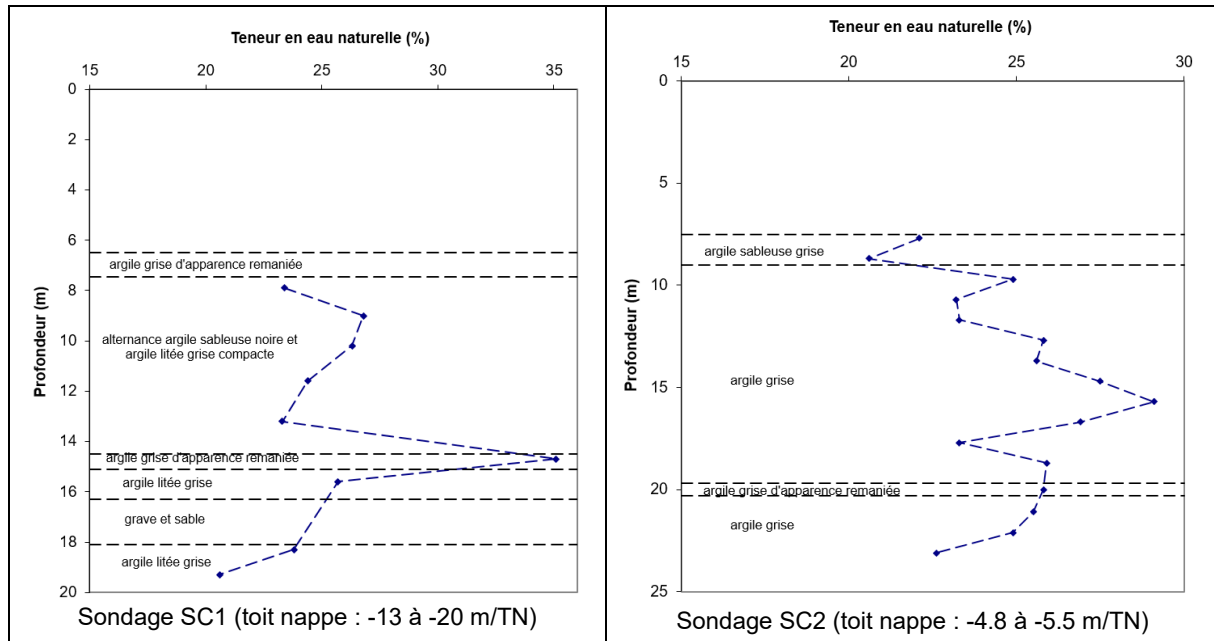 Teneur en eau naturelle (%)
15 20 25 30 35
0
2
4
6
8
10
12
14
16
18
20
Profondeur (m)
argile grise d'apparence remaniée
alternance argile sableuse noire et
argile litée grise compacte
argile grise d'apparence remaniée
argile litée grise
grave et sable
argile litée grise
Sondage SC1 (toit nappe : -13 à -20 m/TN)
Teneur en eau naturelle (%)
15 20 25 30
0
5
10
15
20
25
Profondeur (m)
argile sableuse grise
argile grise
argile grise d'apparence remaniée
argile grise
Sondage SC2 (toit nappe : -4.8 à -5.5 m/TN)